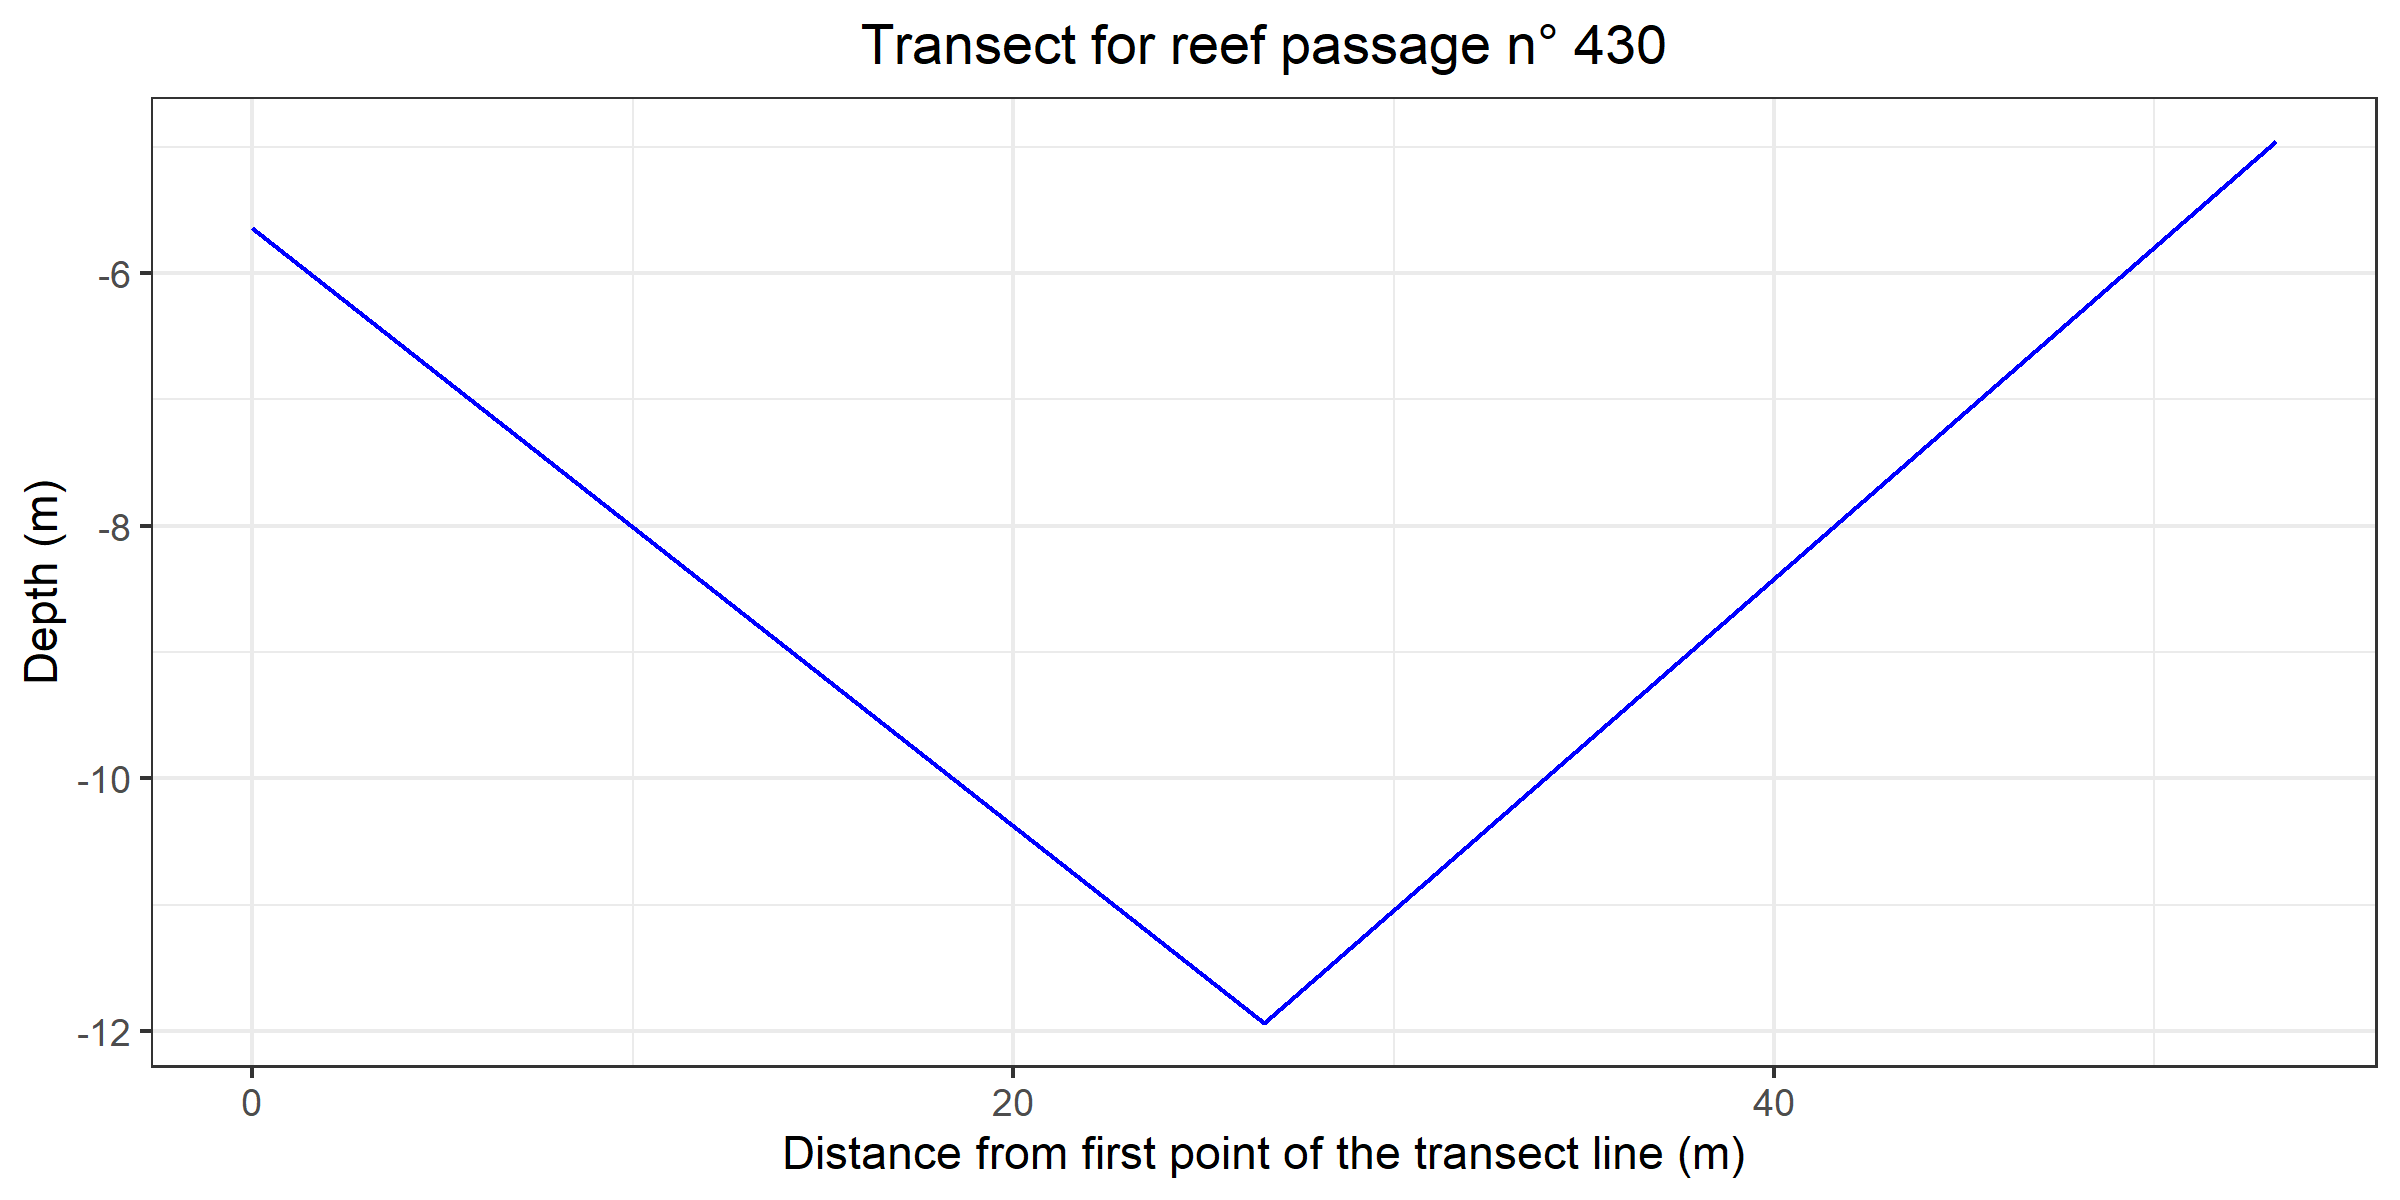 Transect for reef passage n° 430
Depth (m)
-6
-8
-10
-12
0 20 40
Distance from first point of the transect line (m)